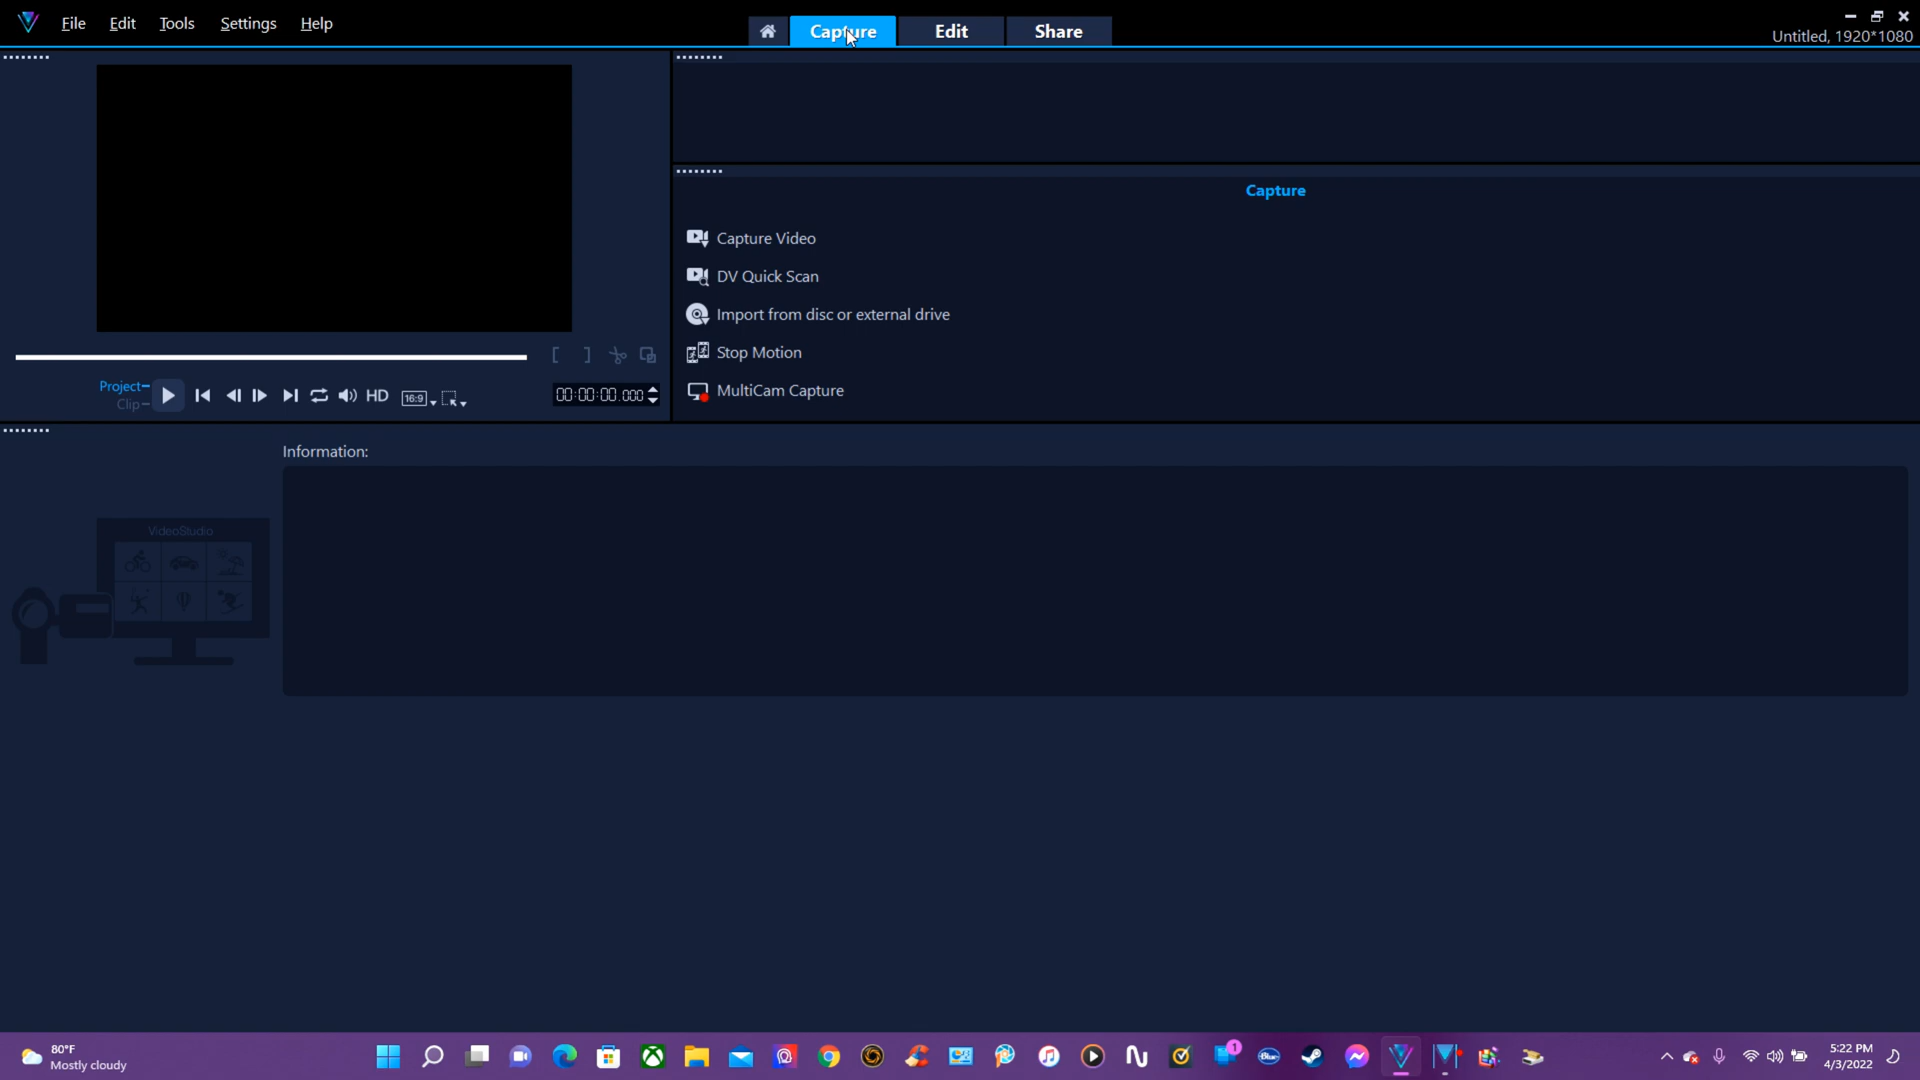 File Edit Tools Settings Help
Capture Edit Share
Untitled, 1920*1080
Capture
Capture Video
DV Quick Scan
Import from disc or external drive
Stop Motion
MultiCam Capture
Project
Clip
HD
16:9
00:00:00.000
Information:
VideoStudio
80°F
Mostly cloudy
1
Blue
5:22 PM
4/3/2022